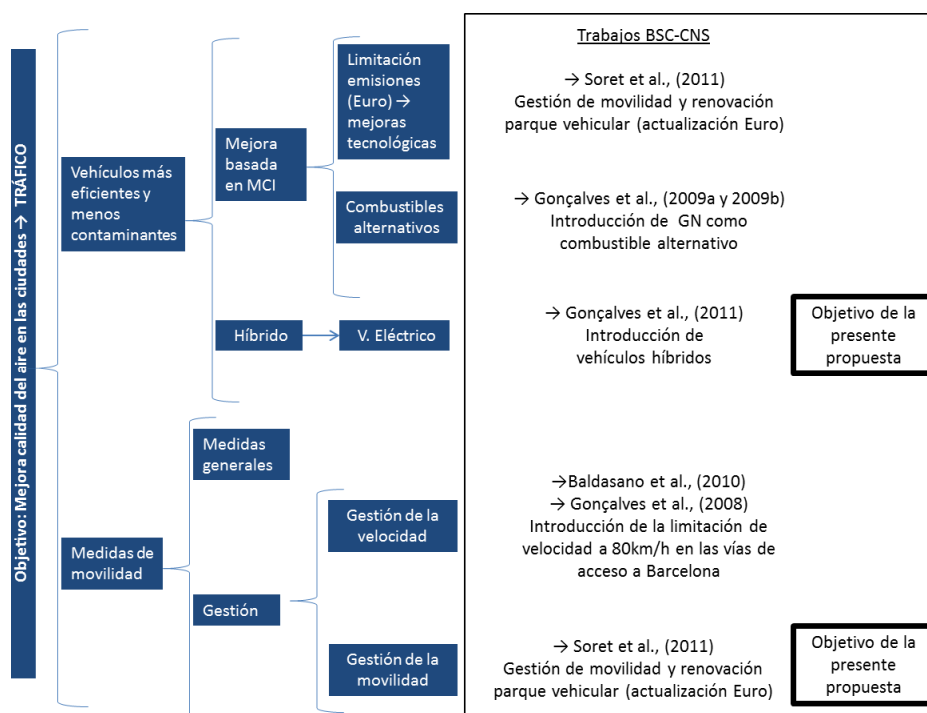 Objetivo: Mejora calidad del aire en las ciudades → TRÁFICO
Vehículos más
eficientes y
menos
contaminantes
Mejora
basada
en MCI
Limitación
emisiones
(Euro) →
mejoras
tecnológicas
Combustibles
alternativos
Híbrido
V. Eléctrico
Medidas de
movilidad
Medidas
generales
Gestión
Gestión de la
velocidad
Gestión de la
movilidad
Trabajos BSC-CNS
→ Soret et al., (2011)
Gestión de movilidad y renovación
parque vehicular (actualización Euro)
→ Gonçalves et al., (2009a y 2009b)
Introducción de GN como
combustible alternativo
→ Gonçalves et al., (2011)
Introducción de
vehículos híbridos
Objetivo de la
presente
propuesta
→Baldasano et al., (2010)
→ Gonçalves et al., (2008)
Introducción de la limitación de
velocidad a 80km/h en las vías de
acceso a Barcelona
→ Soret et al., (2011)
Gestión de movilidad y renovación
parque vehicular (actualización Euro)
Objetivo de la
presente
propuesta